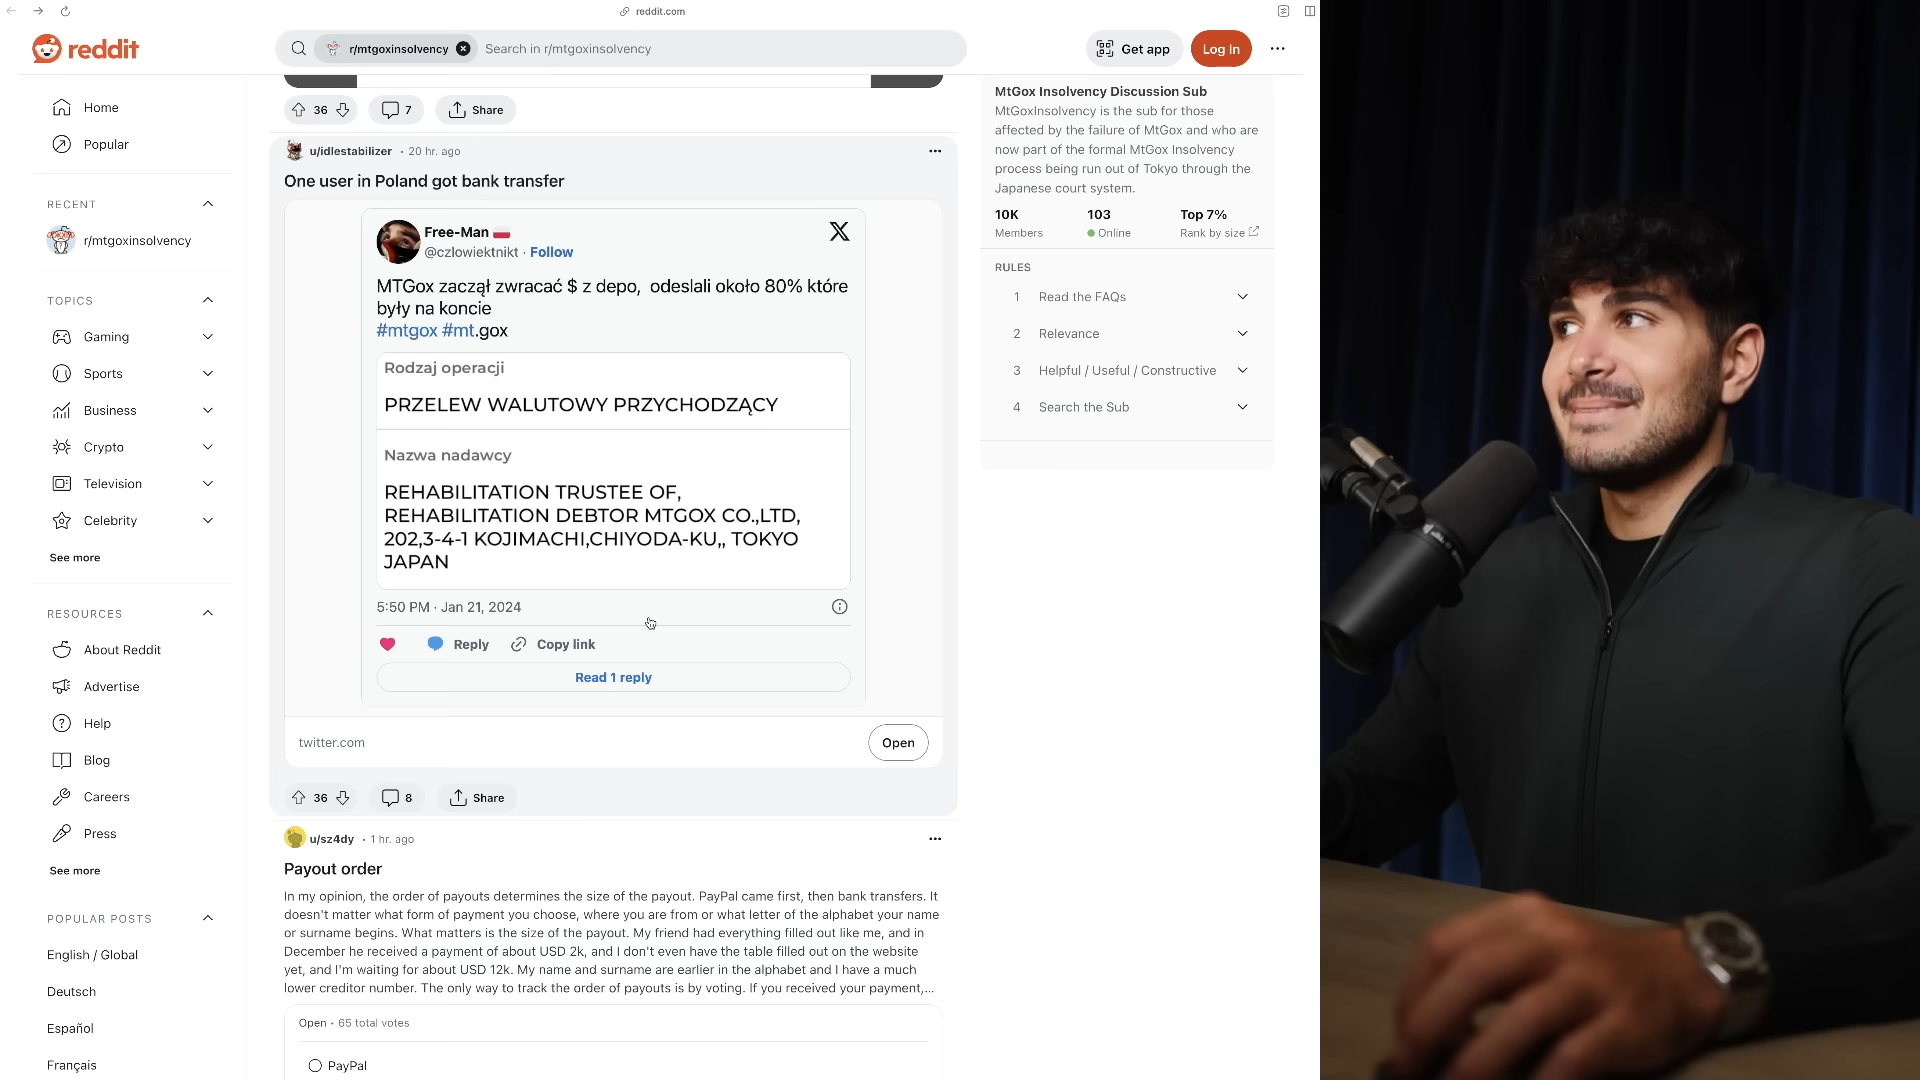 reddit.com
reddit
r/mtgoxinsolvency
Search in r/mtgoxinsolvency
Get app
Log In
Home
Popular
RECENT
r/mtgoxinsolvency
TOPICS
Gaming
Sports
Business
Crypto
Television
Celebrity
See more
RESOURCES
About Reddit
Advertise
Help
Blog
Careers
Press
See more
POPULAR POSTS
English / Global
Deutsch
Español
Français
36
7
Share
u/idlestabilizer · 20 hr. ago
One user in Poland got bank transfer
Free-Man
@czlowiektnikt · Follow
MTGox zaczął zwracać $ z depo, odeslali około 80% które
były na koncie
#mtgox #mt.gox
Rodzaj operacji
PRZELEW WALUTOWY PRZYCHODZĄCY
Nazwa nadawcy
REHABILITATION TRUSTEE OF,
REHABILITATION DEBTOR MTGOX CO.,LTD,
202,3-4-1 KOJIMACHI,CHIYODA-KU,, TOKYO
JAPAN
5:50 PM · Jan 21, 2024
Reply
Copy link
Read 1 reply
twitter.com
Open
36
8
Share
u/sz4dy · 1 hr. ago
Payout order
In my opinion, the order of payouts determines the size of the payout. PayPal came first, then bank transfers. It
doesn't matter what form of payment you choose, where you are from or what letter of the alphabet your name
or surname begins. What matters is the size of the payout. My friend had everything filled out like me, and in
December he received a payment of about USD 2k, and I don't even have the table filled out on the website
yet, and I'm waiting for about USD 12k. My name and surname are earlier in the alphabet and I have a much
lower creditor number. The only way to track the order of payouts is by voting. If you received your payment,...
Open · 65 total votes
PayPal
MtGox Insolvency Discussion Sub
MtGoxInsolvency is the sub for those
affected by the failure of MtGox and who are
now part of the formal MtGox Insolvency
process being run out of Tokyo through the
Japanese court system.
10K
Members
103
Online
Top 7%
Rank by size
RULES
1 Read the FAQs
2 Relevance
3 Helpful / Useful / Constructive
4 Search the Sub